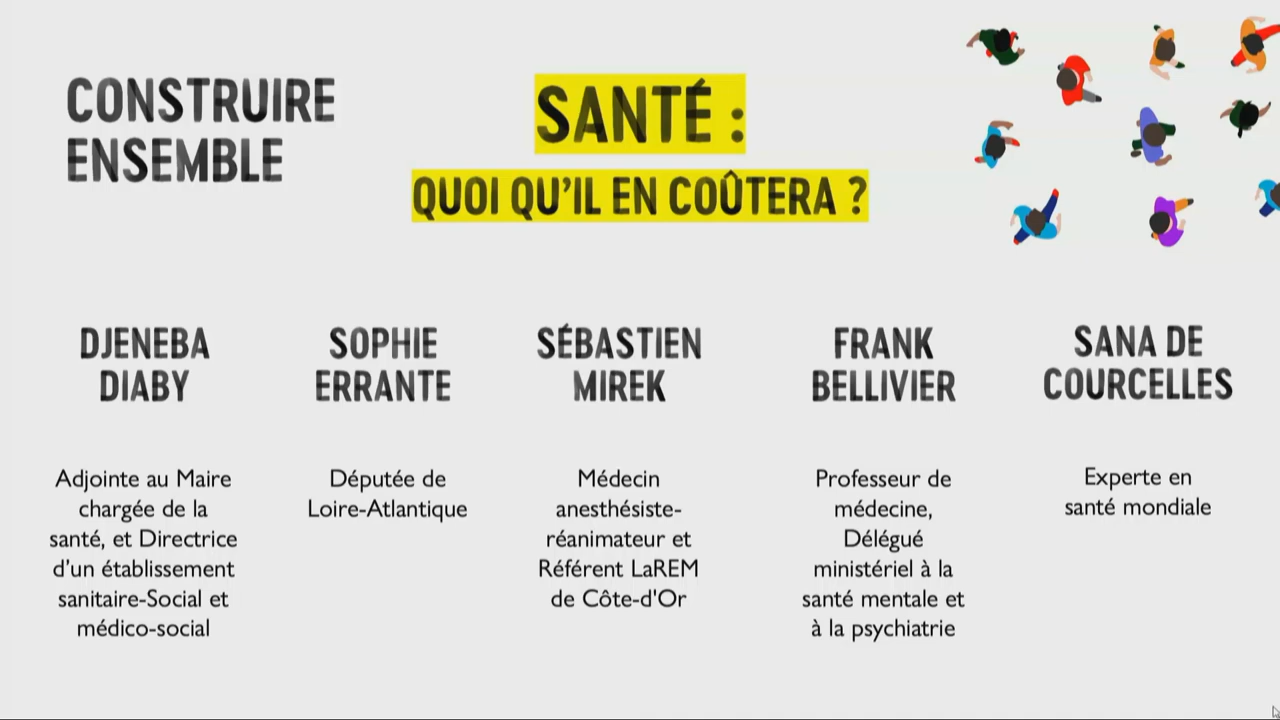 CONSTRUIRE
ENSEMBLE
SANTÉ :
QUOI QU’IL EN COÛTERA ?
DJENEBA
DIABY
Adjointe au Maire
chargée de la
santé, et Directrice
d’un établissement
sanitaire-Social et
médico-social
SOPHIE
ERRANTE
Députée de
Loire-Atlantique
SÉBASTIEN
MIREK
Médecin
anesthésiste-
réanimateur et
Référent LaREM
de Côte-d'Or
FRANK
BELLIVIER
Professeur de
médecine,
Délégué
ministériel à la
santé mentale et
à la psychiatrie
SANA DE
COURCELLES
Experte en
santé mondiale